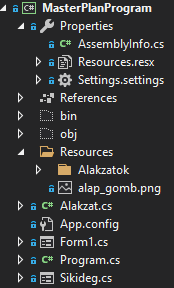 C# MasterPlanProgram
Properties
C# AssemblyInfo.cs
Resources.resx
Settings.settings
References
bin
obj
Resources
Alakzatok
alap_gomb.png
C# Alakzat.cs
App.config
Form1.cs
C# Program.cs
Sikideg.cs